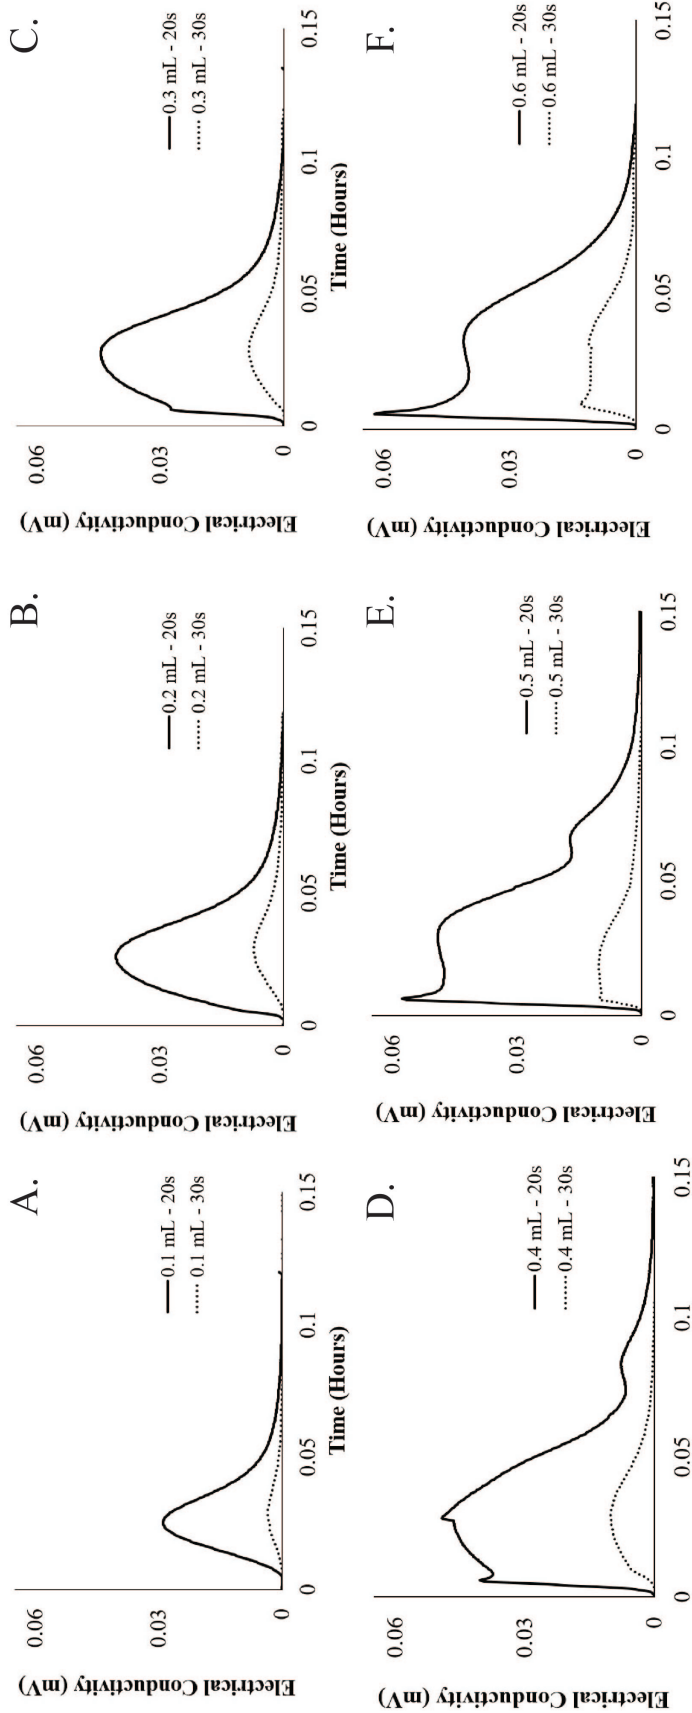 A.
0.06
0.03
0
Electrical Conductivity (mV)
0.1 mL - 20s
0.1 mL - 30s
0
0.05
0.1
0.15
Time (Hours)
B.
0.06
0.03
0
Electrical Conductivity (mV)
0.2 mL - 20s
0.2 mL - 30s
0
0.05
0.1
0.15
Time (Hours)
C.
0.06
0.03
0
Electrical Conductivity (mV)
0.3 mL - 20s
0.3 mL - 30s
0
0.05
0.1
0.15
Time (Hours)
D.
0.06
0.03
0
Electrical Conductivity (mV)
0.4 mL - 20s
0.4 mL - 30s
0
0.05
0.1
0.15
E.
0.06
0.03
0
Electrical Conductivity (mV)
0.5 mL - 20s
0.5 mL - 30s
0
0.05
0.1
0.15
F.
0.06
0.03
0
Electrical Conductivity (mV)
0.6 mL - 20s
0.6 mL - 30s
0
0.05
0.1
0.15